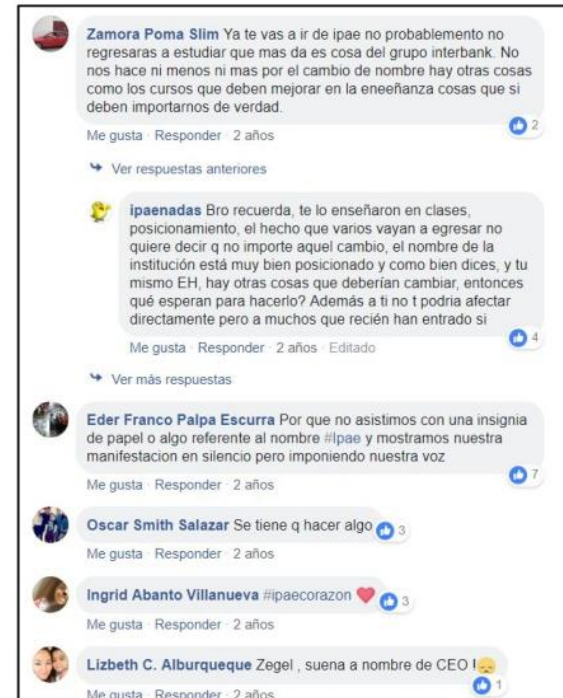 Zamora Poma Slim Ya te vas a ir de ipae no probablemento no
regresaras a estudiar que mas da es cosa del grupo interbank. No
nos hace ni menos ni mas por el cambio de nombre hay otras cosas
como los cursos que deben mejorar en la eneeñanza cosas que si
deben importarnos de verdad.
2
Me gusta · Responder · 2 años
Ver respuestas anteriores
ipaenadas Bro recuerda, te lo enseñaron en clases,
posicionamiento, el hecho que varios vayan a egresar no
quiere decir q no importe aquel cambio, el nombre de la
institución está muy bien posicionado y como bien dices, y tu
mismo EH, hay otras cosas que deberían cambiar, entonces
qué esperan para hacerlo? Además a ti no t podria afectar
directamente pero a muchos que recién han entrado si
4
Me gusta · Responder · 2 años · Editado
Ver más respuestas
Eder Franco Palpa Escurra Por que no asistimos con una insignia
de papel o algo referente al nombre #Ipae y mostramos nuestra
manifestacion en silencio pero imponiendo nuestra voz
7
Me gusta · Responder · 2 años
Oscar Smith Salazar Se tiene q hacer algo 3
Me gusta · Responder · 2 años
Ingrid Abanto Villanueva #ipaecorazon ❤ 3
Me gusta · Responder · 2 años
Lizbeth C. Alburqueque Zegel , suena a nombre de CEO !😞
1
Me gusta · Responder · 2 años